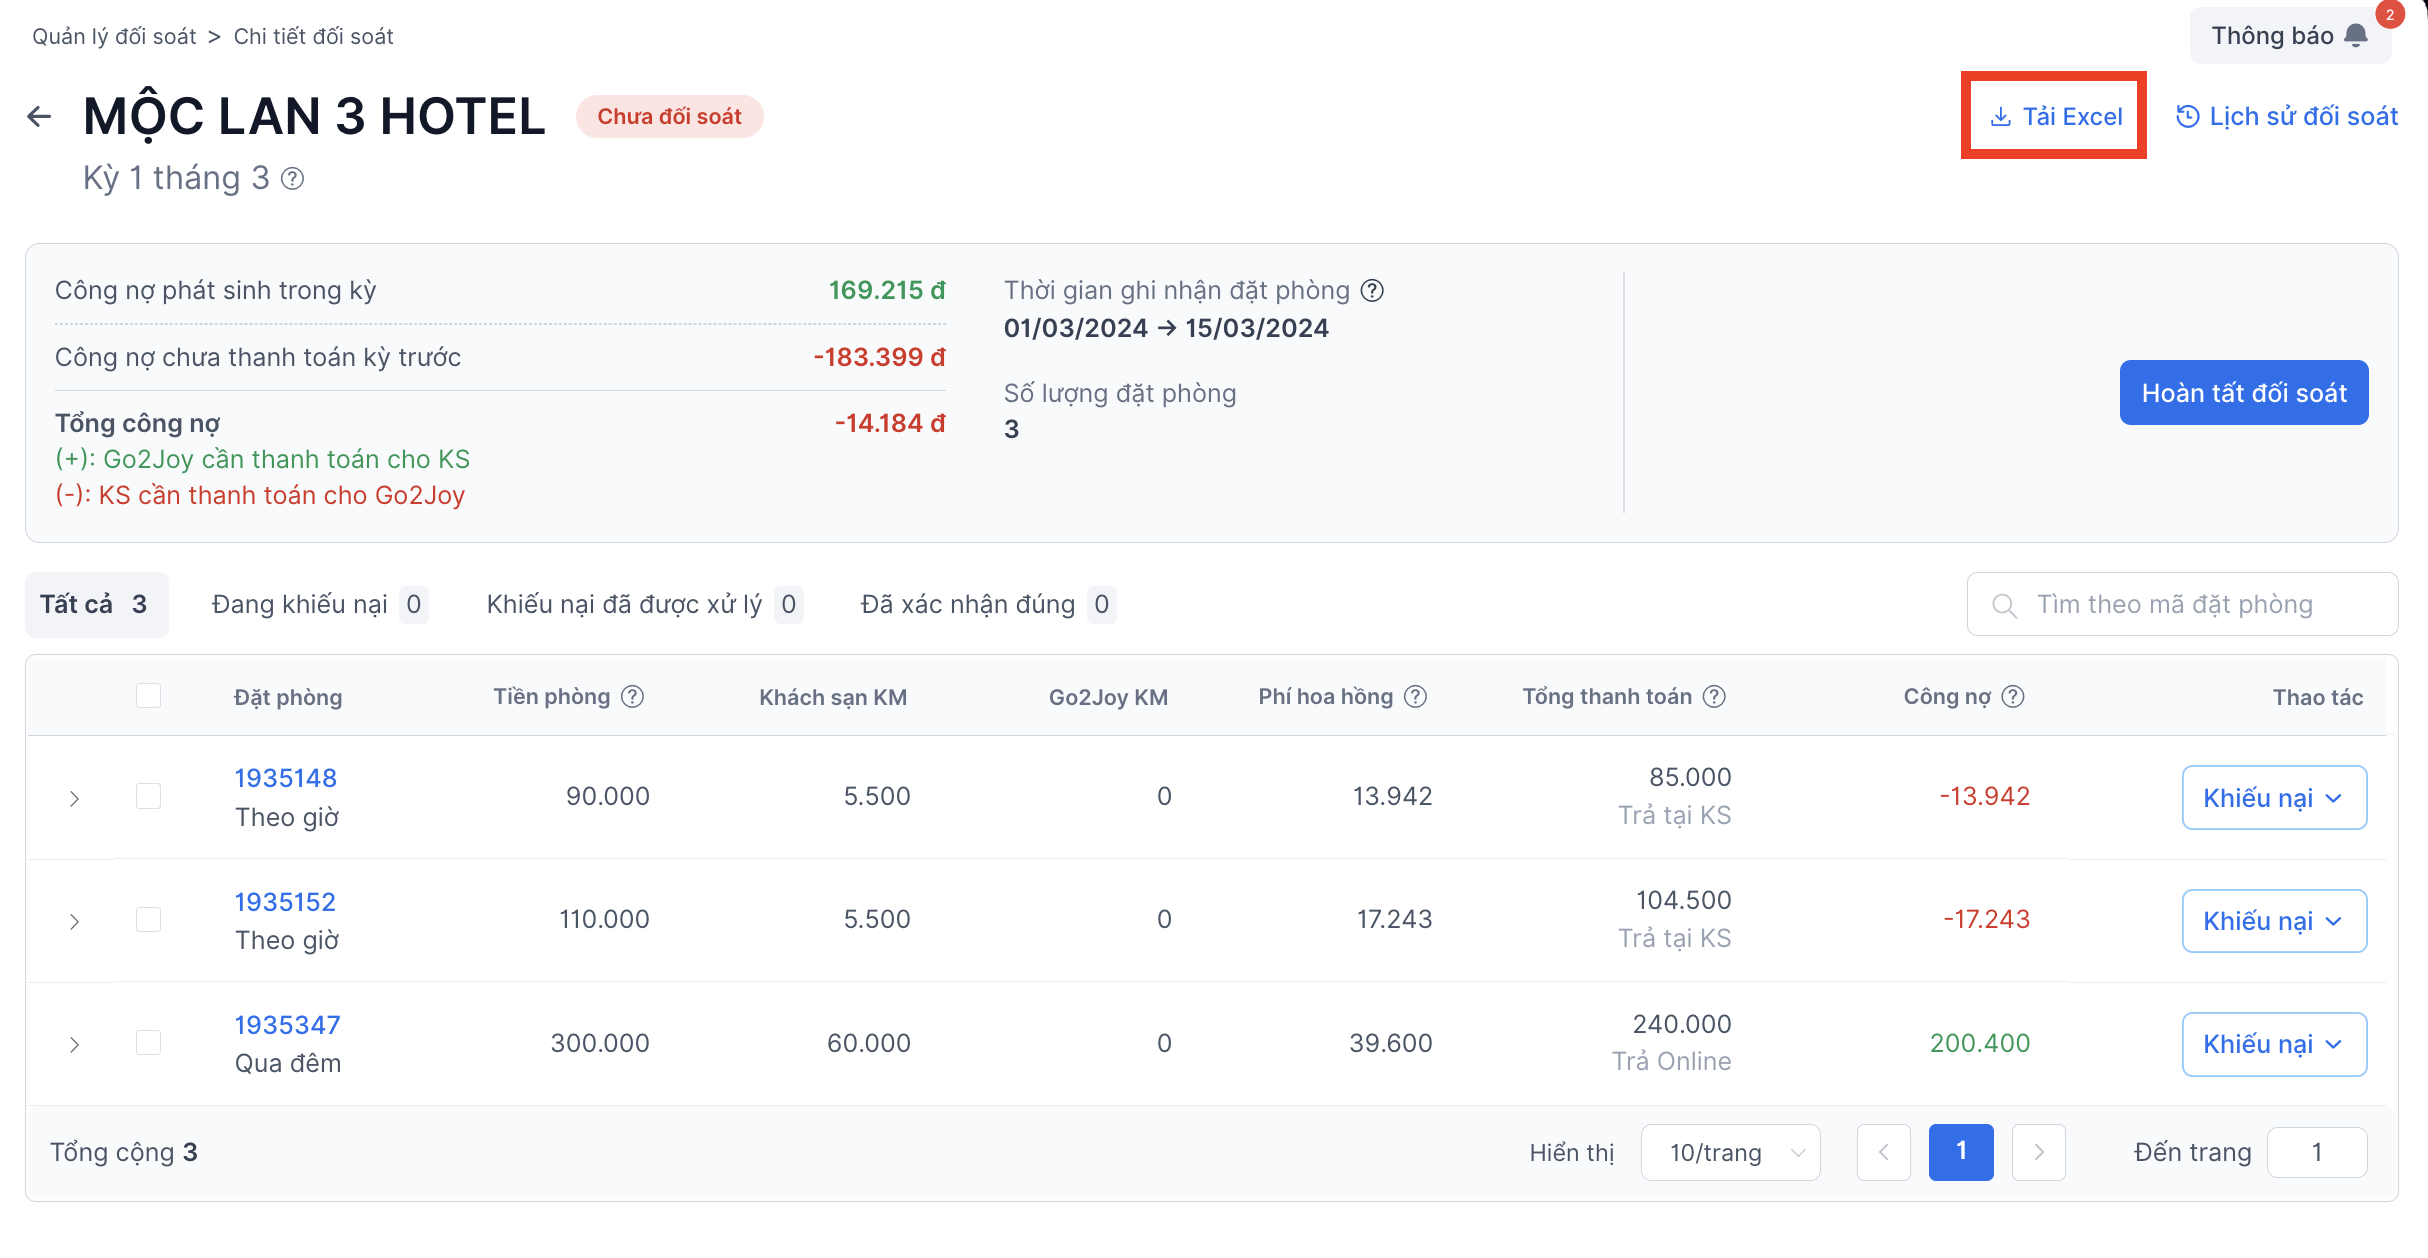 Quản lý đối soát > Chi tiết đối soát
Thông báo
2
MỘC LAN 3 HOTEL
Chưa đối soát
Tải Excel
Lịch sử đối soát
Kỳ 1 tháng 3
Công nợ phát sinh trong kỳ 169.215 đ
Công nợ chưa thanh toán kỳ trước -183.399 đ
Tổng công nợ -14.184 đ
(+): Go2Joy cần thanh toán cho KS
(-): KS cần thanh toán cho Go2Joy
Thời gian ghi nhận đặt phòng
01/03/2024 → 15/03/2024
Số lượng đặt phòng
3
Hoàn tất đối soát
Tất cả 3 Đang khiếu nại 0 Khiếu nại đã được xử lý 0 Đã xác nhận đúng 0
Tìm theo mã đặt phòng
Đặt phòng Tiền phòng Khách sạn KM Go2Joy KM Phí hoa hồng Tổng thanh toán Công nợ Thao tác
1935148
Theo giờ
90.000 5.500 0 13.942
85.000
Trả tại KS
-13.942
Khiếu nại
1935152
Theo giờ
110.000 5.500 0 17.243
104.500
Trả tại KS
-17.243
Khiếu nại
1935347
Qua đêm
300.000 60.000 0 39.600
240.000
Trả Online
200.400
Khiếu nại
Tổng cộng 3
Hiển thị 10/trang 1 Đến trang 1